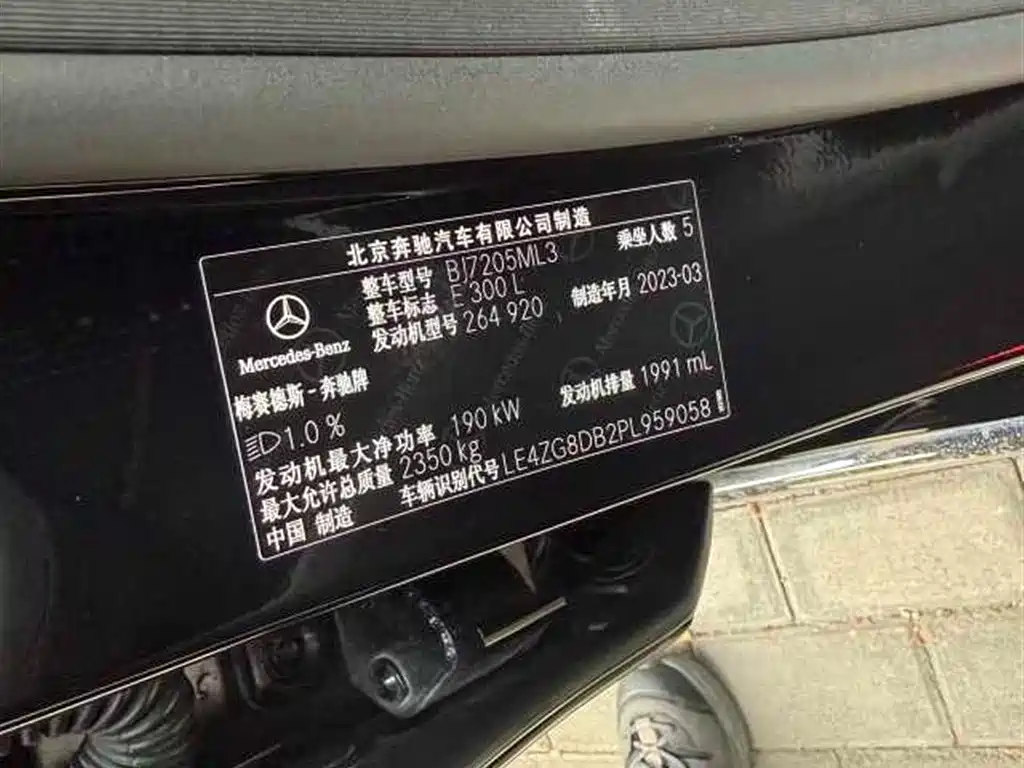 北京奔驰汽车有限公司制造
整车型号 BJ7205ML3 乘坐人数 5
整车标志 E 300 L
发动机型号 264 920 制造年月 2023-03
Mercedes-Benz
梅赛德斯-奔驰牌
1.0 %
发动机最大净功率 190 kW 发动机排量 1991 mL
最大允许总质量 2350 kg
中国 制造 车辆识别代号 LE4ZG8DB2PL959058